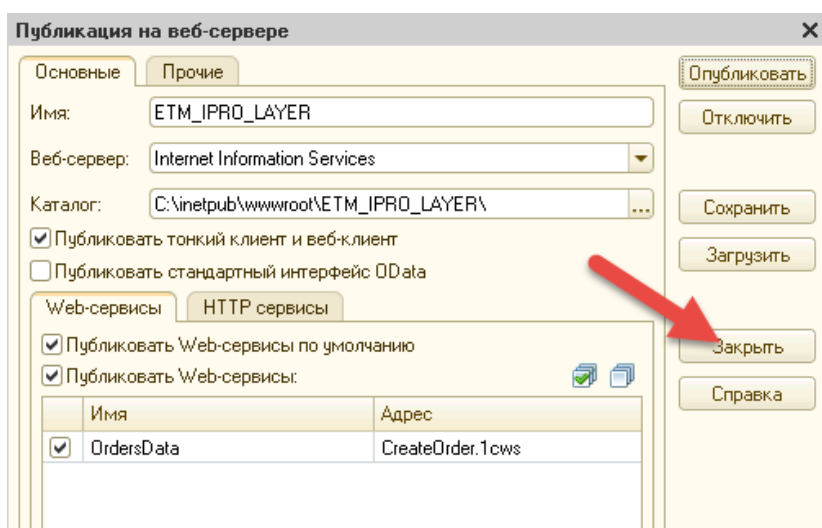 Публикация на веб-сервере
Основные Прочие
Опубликовать
Имя: ETM_IPRO_LAYER
Отключить
Веб-сервер: Internet Information Services
Каталог: C:\inetpub\wwwroot\ETM_IPRO_LAYER\ ...
Сохранить
Публиковать тонкий клиент и веб-клиент
Загрузить
Публиковать стандартный интерфейс OData
Web-сервисы HTTP сервисы
Публиковать Web-сервисы по умолчанию
Закрыть
Публиковать Web-сервисы:
Справка
Имя Адрес
OrdersData CreateOrder.1cws